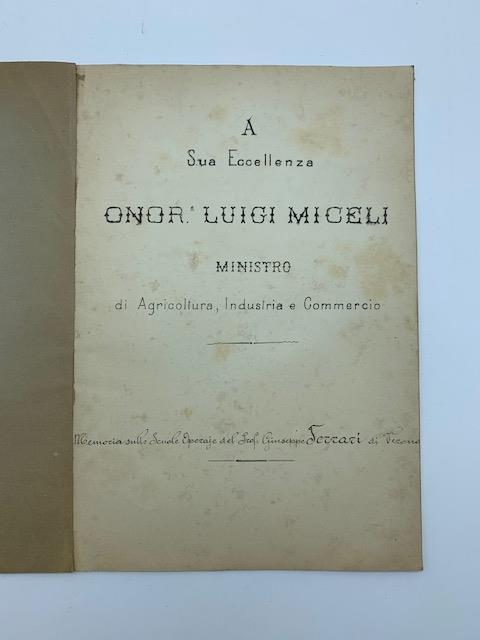 A
Sua Eccellenza
ONOR.e LUIGI MICELI
MINISTRO
di Agricoltura, Industria e Commercio
Memoria sulle Scuole Operaje del Prof. Giuseppe Ferrari di Verona